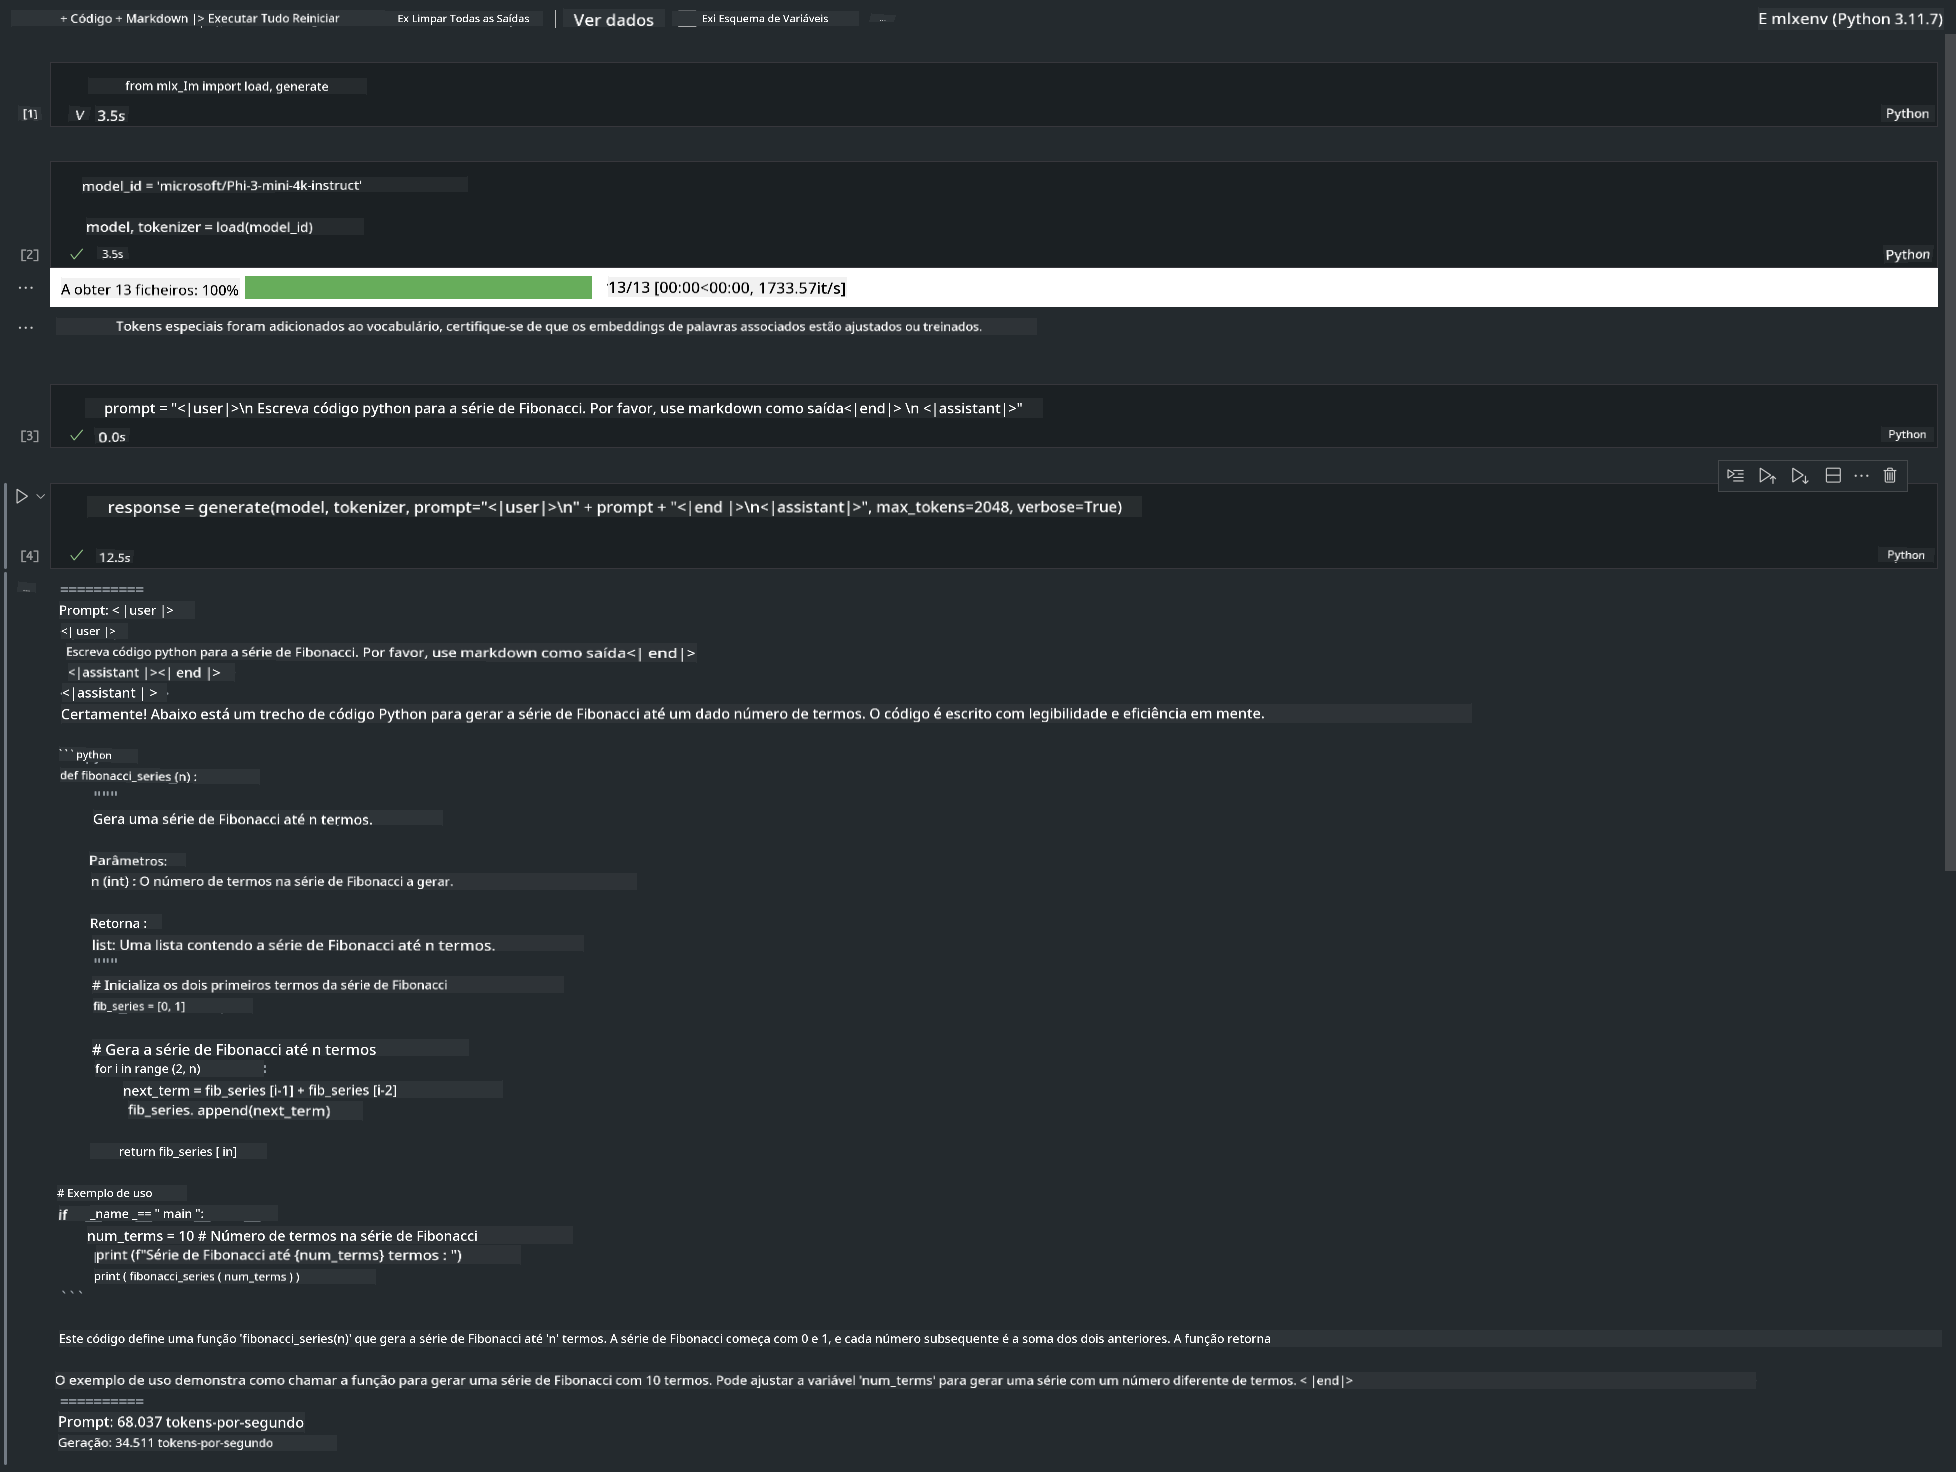 + Código + Markdown |> Executar Tudo Reiniciar Ex Limpar Todas as Saídas | Ver dados Exi Esquema de Variáveis ... E mlxenv (Python 3.11.7)
from mlx_Im import load, generate
[1] V 3.5s Python
model_id = 'microsoft/Phi-3-mini-4k-instruct'
model, tokenizer = load(model_id)
[2] ✓ 3.5s Python
... A obter 13 ficheiros: 100% 13/13 [00:00<00:00, 1733.57it/s]
... Tokens especiais foram adicionados ao vocabulário, certifique-se de que os embeddings de palavras associados estão ajustados ou treinados.
prompt = "<|user|>\n Escreva código python para a série de Fibonacci. Por favor, use markdown como saída<|end|> \n <|assistant|>"
[3] ✓ 0.0s Python
response = generate(model, tokenizer, prompt="<|user|>\n" + prompt + "<|end |>\n<|assistant|>", max_tokens=2048, verbose=True)
[4] ✓ 12.5s Python
... ==========
Prompt: < |user |>
<| user |>
Escreva código python para a série de Fibonacci. Por favor, use markdown como saída<| end|>
<|assistant |><| end |>
<|assistant | >
Certamente! Abaixo está um trecho de código Python para gerar a série de Fibonacci até um dado número de termos. O código é escrito com legibilidade e eficiência em mente.
```python
def fibonacci_series (n) :
"""
Gera uma série de Fibonacci até n termos.
Parâmetros:
n (int) : O número de termos na série de Fibonacci a gerar.
Retorna :
list: Uma lista contendo a série de Fibonacci até n termos.
"""
# Inicializa os dois primeiros termos da série de Fibonacci
fib_series = [0, 1]
# Gera a série de Fibonacci até n termos
for i in range (2, n) :
next_term = fib_series [i-1] + fib_series [i-2]
fib_series. append(next_term)
return fib_series [ in]
# Exemplo de uso
if _name _== " main ":
num_terms = 10 # Número de termos na série de Fibonacci
print (f"Série de Fibonacci até {num_terms} termos : ")
print ( fibonacci_series ( num_terms ) )
```
Este código define uma função 'fibonacci_series(n)' que gera a série de Fibonacci até 'n' termos. A série de Fibonacci começa com 0 e 1, e cada número subsequente é a soma dos dois anteriores. A função retorna
O exemplo de uso demonstra como chamar a função para gerar uma série de Fibonacci com 10 termos. Pode ajustar a variável 'num_terms' para gerar uma série com um número diferente de termos. < |end|>
==========
Prompt: 68.037 tokens-por-segundo
Geração: 34.511 tokens-por-segundo